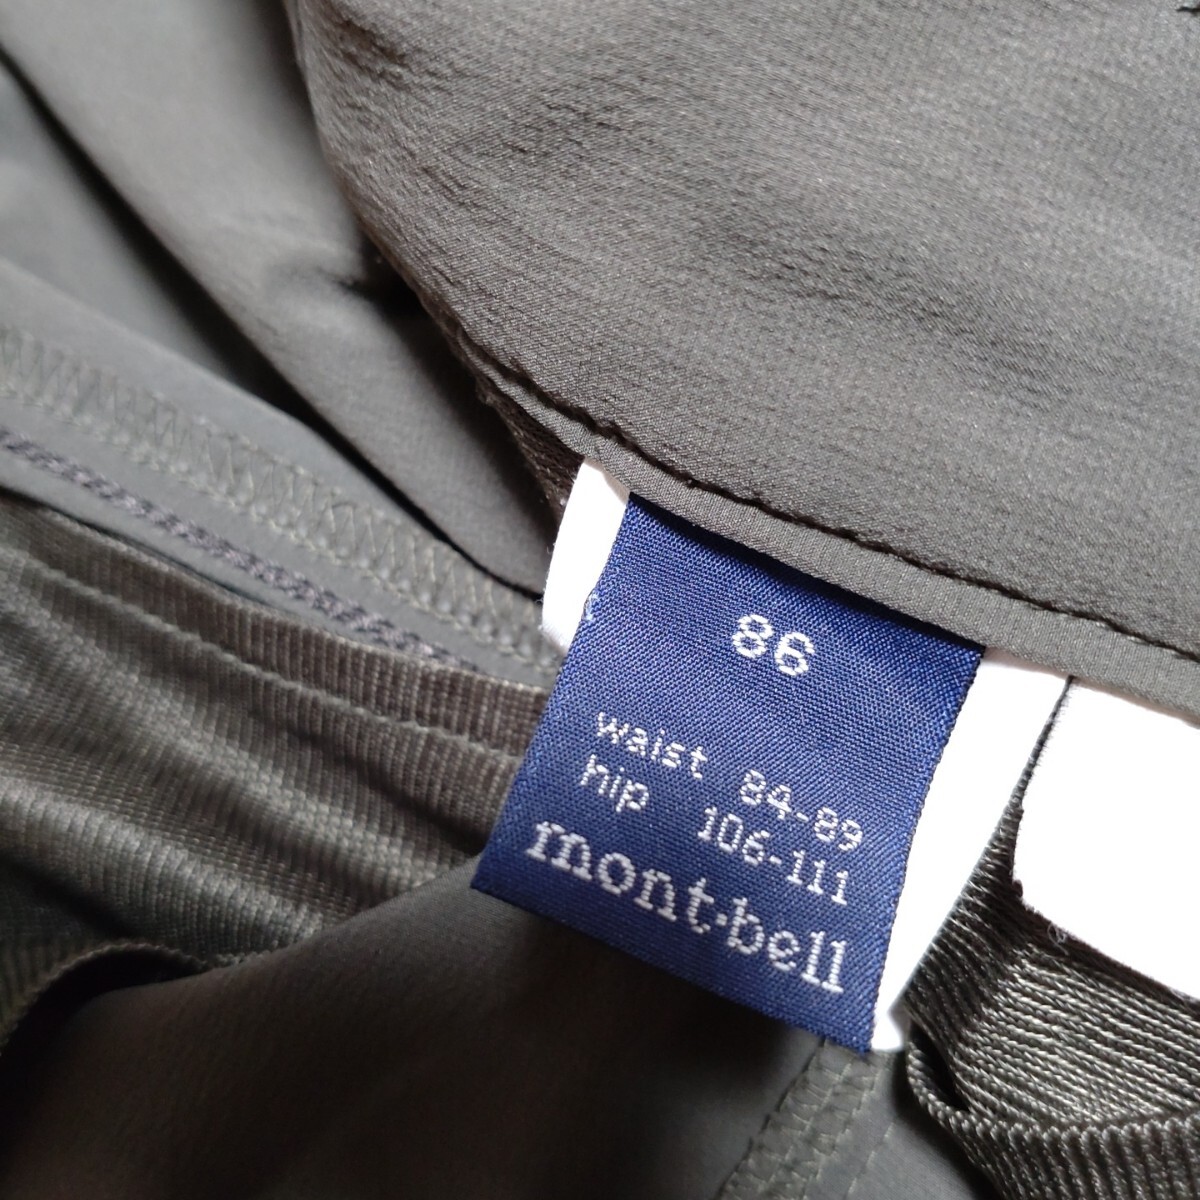 86
waist 84-89
hip 106-111
mont·bell